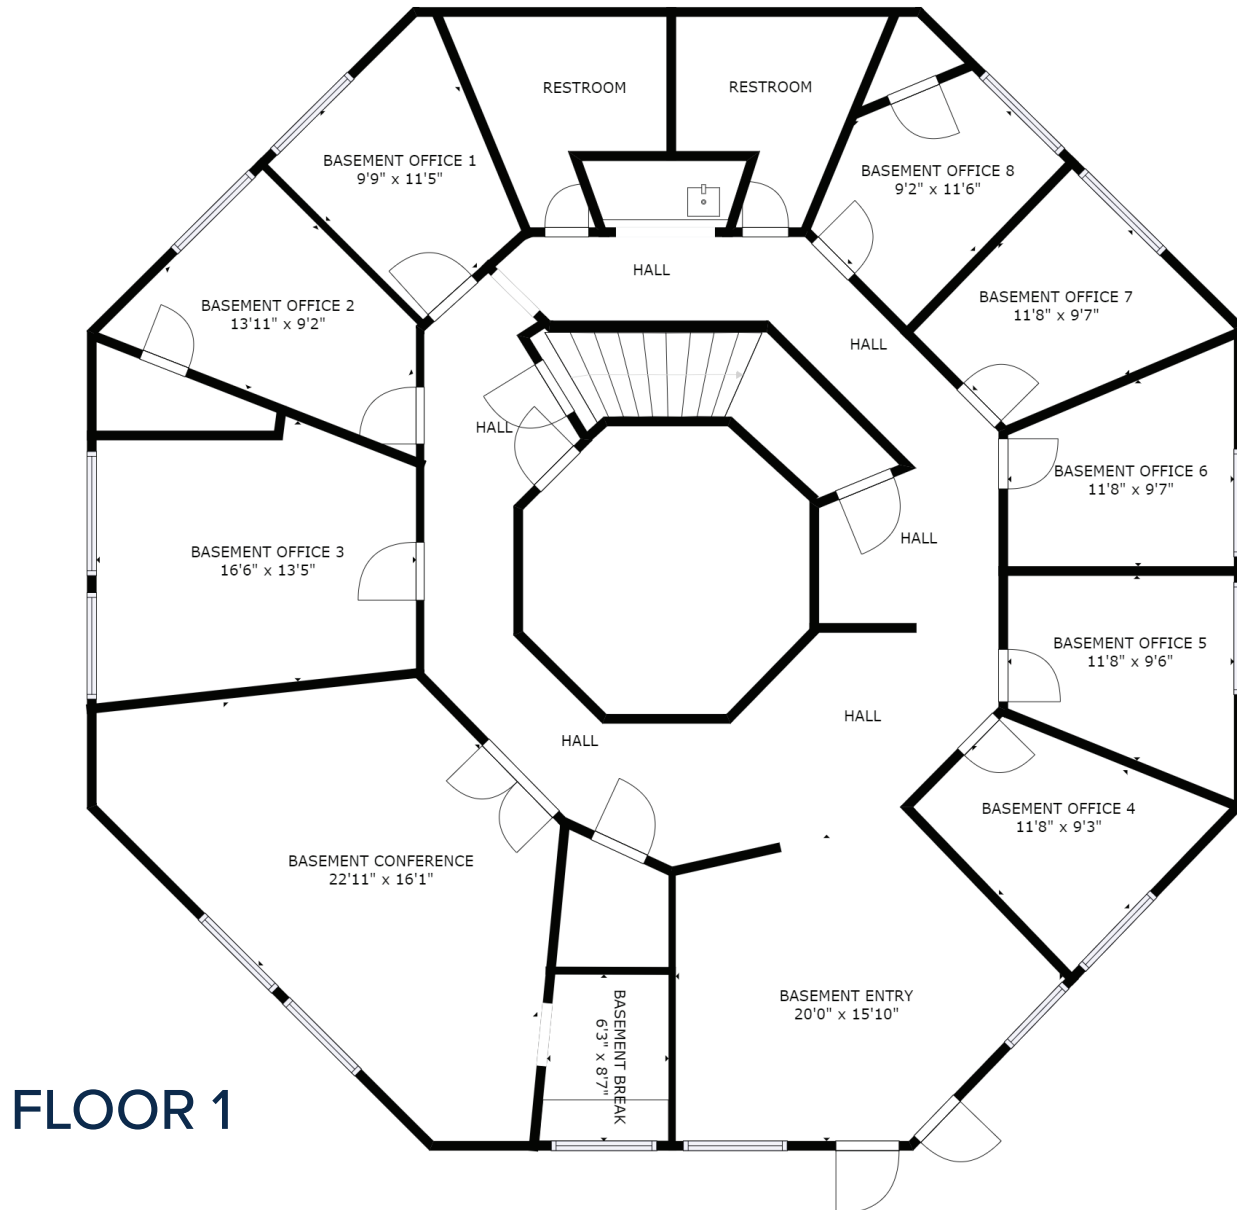 RESTROOM
RESTROOM
BASEMENT OFFICE 1
9'9" x 11'5"
BASEMENT OFFICE 8
9'2" x 11'6"
HALL
BASEMENT OFFICE 2
13'11" x 9'2"
BASEMENT OFFICE 7
11'8" x 9'7"
HALL
HALL
BASEMENT OFFICE 6
11'8" x 9'7"
HALL
BASEMENT OFFICE 3
16'6" x 13'5"
BASEMENT OFFICE 5
11'8" x 9'6"
HALL
HALL
BASEMENT OFFICE 4
11'8" x 9'3"
BASEMENT CONFERENCE
22'11" x 16'1"
BASEMENT ENTRY
20'0" x 15'10"
BASEMENT BREAK
6'3" x 8'7"
FLOOR 1